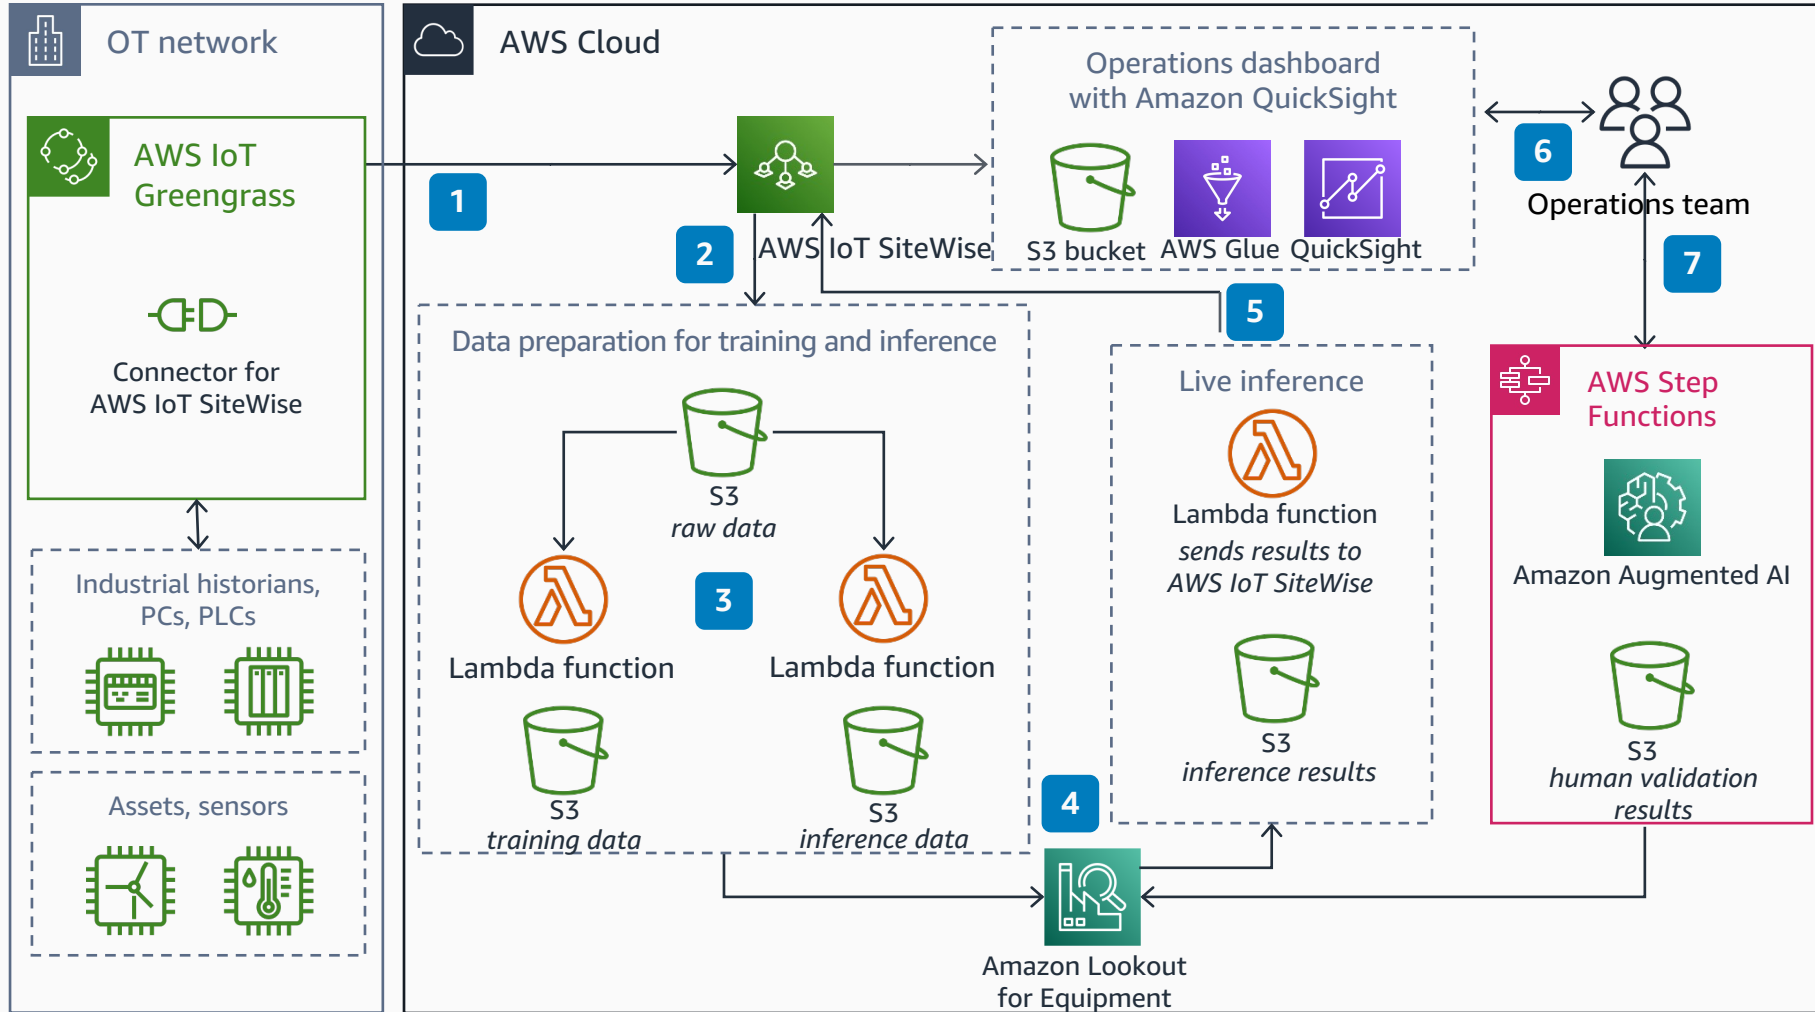 OT network
AWS IoT
Greengrass
Connector for
AWS IoT SiteWise
Industrial historians,
PCs, PLCs
Assets, sensors
AWS Cloud
1
2
AWS IoT SiteWise
Operations dashboard
with Amazon QuickSight
S3 bucket
AWS Glue
QuickSight
6
Operations team
7
5
Data preparation for training and inference
S3
raw data
3
Lambda function
Lambda function
S3
training data
S3
inference data
4
Amazon Lookout
for Equipment
Live inference
Lambda function
sends results to
AWS IoT SiteWise
S3
inference results
AWS Step
Functions
Amazon Augmented AI
S3
human validation
results